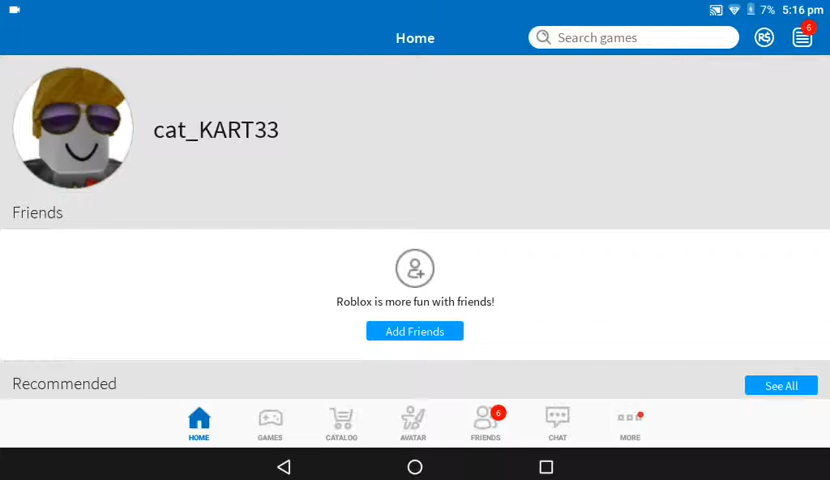 7% 5:16 pm
Home
Search games
R$
6
cat_KART33
Friends
Roblox is more fun with friends!
Add Friends
Recommended
See All
6
HOME GAMES CATALOG AVATAR FRIENDS CHAT MORE